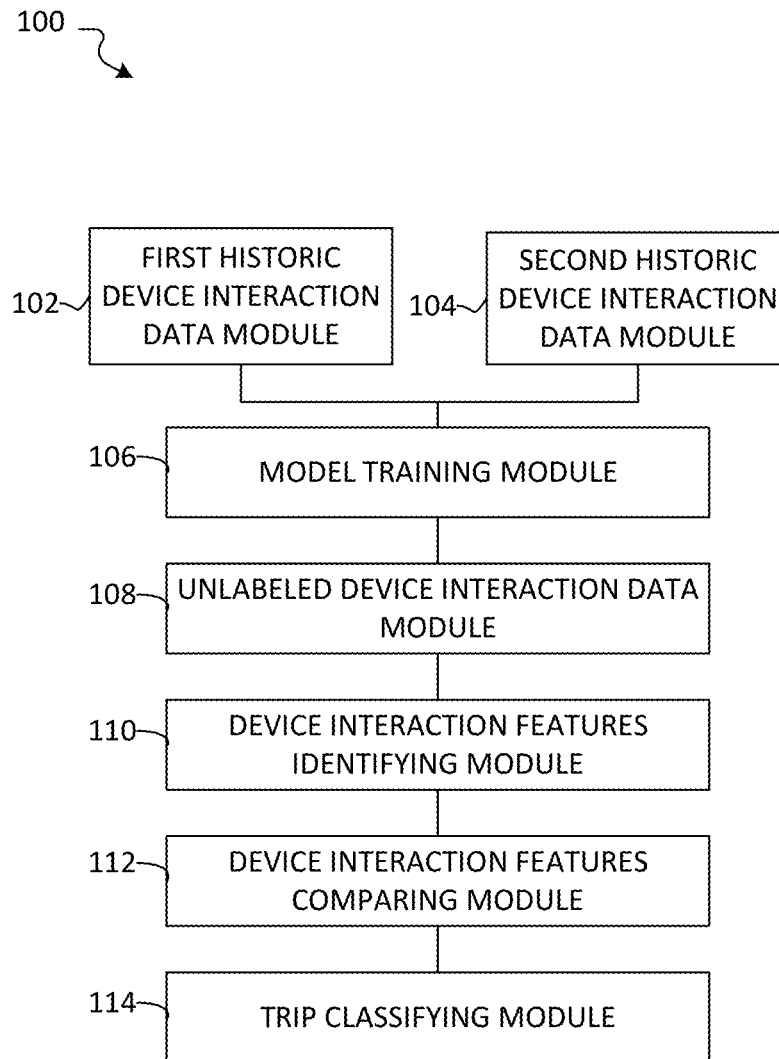 100
FIRST HISTORIC
DEVICE INTERACTION
DATA MODULE
102
SECOND HISTORIC
DEVICE INTERACTION
DATA MODULE
104
106
MODEL TRAINING MODULE
108
UNLABELED DEVICE INTERACTION DATA
MODULE
110
DEVICE INTERACTION FEATURES
IDENTIFYING MODULE
112
DEVICE INTERACTION FEATURES
COMPARING MODULE
114
TRIP CLASSIFYING MODULE